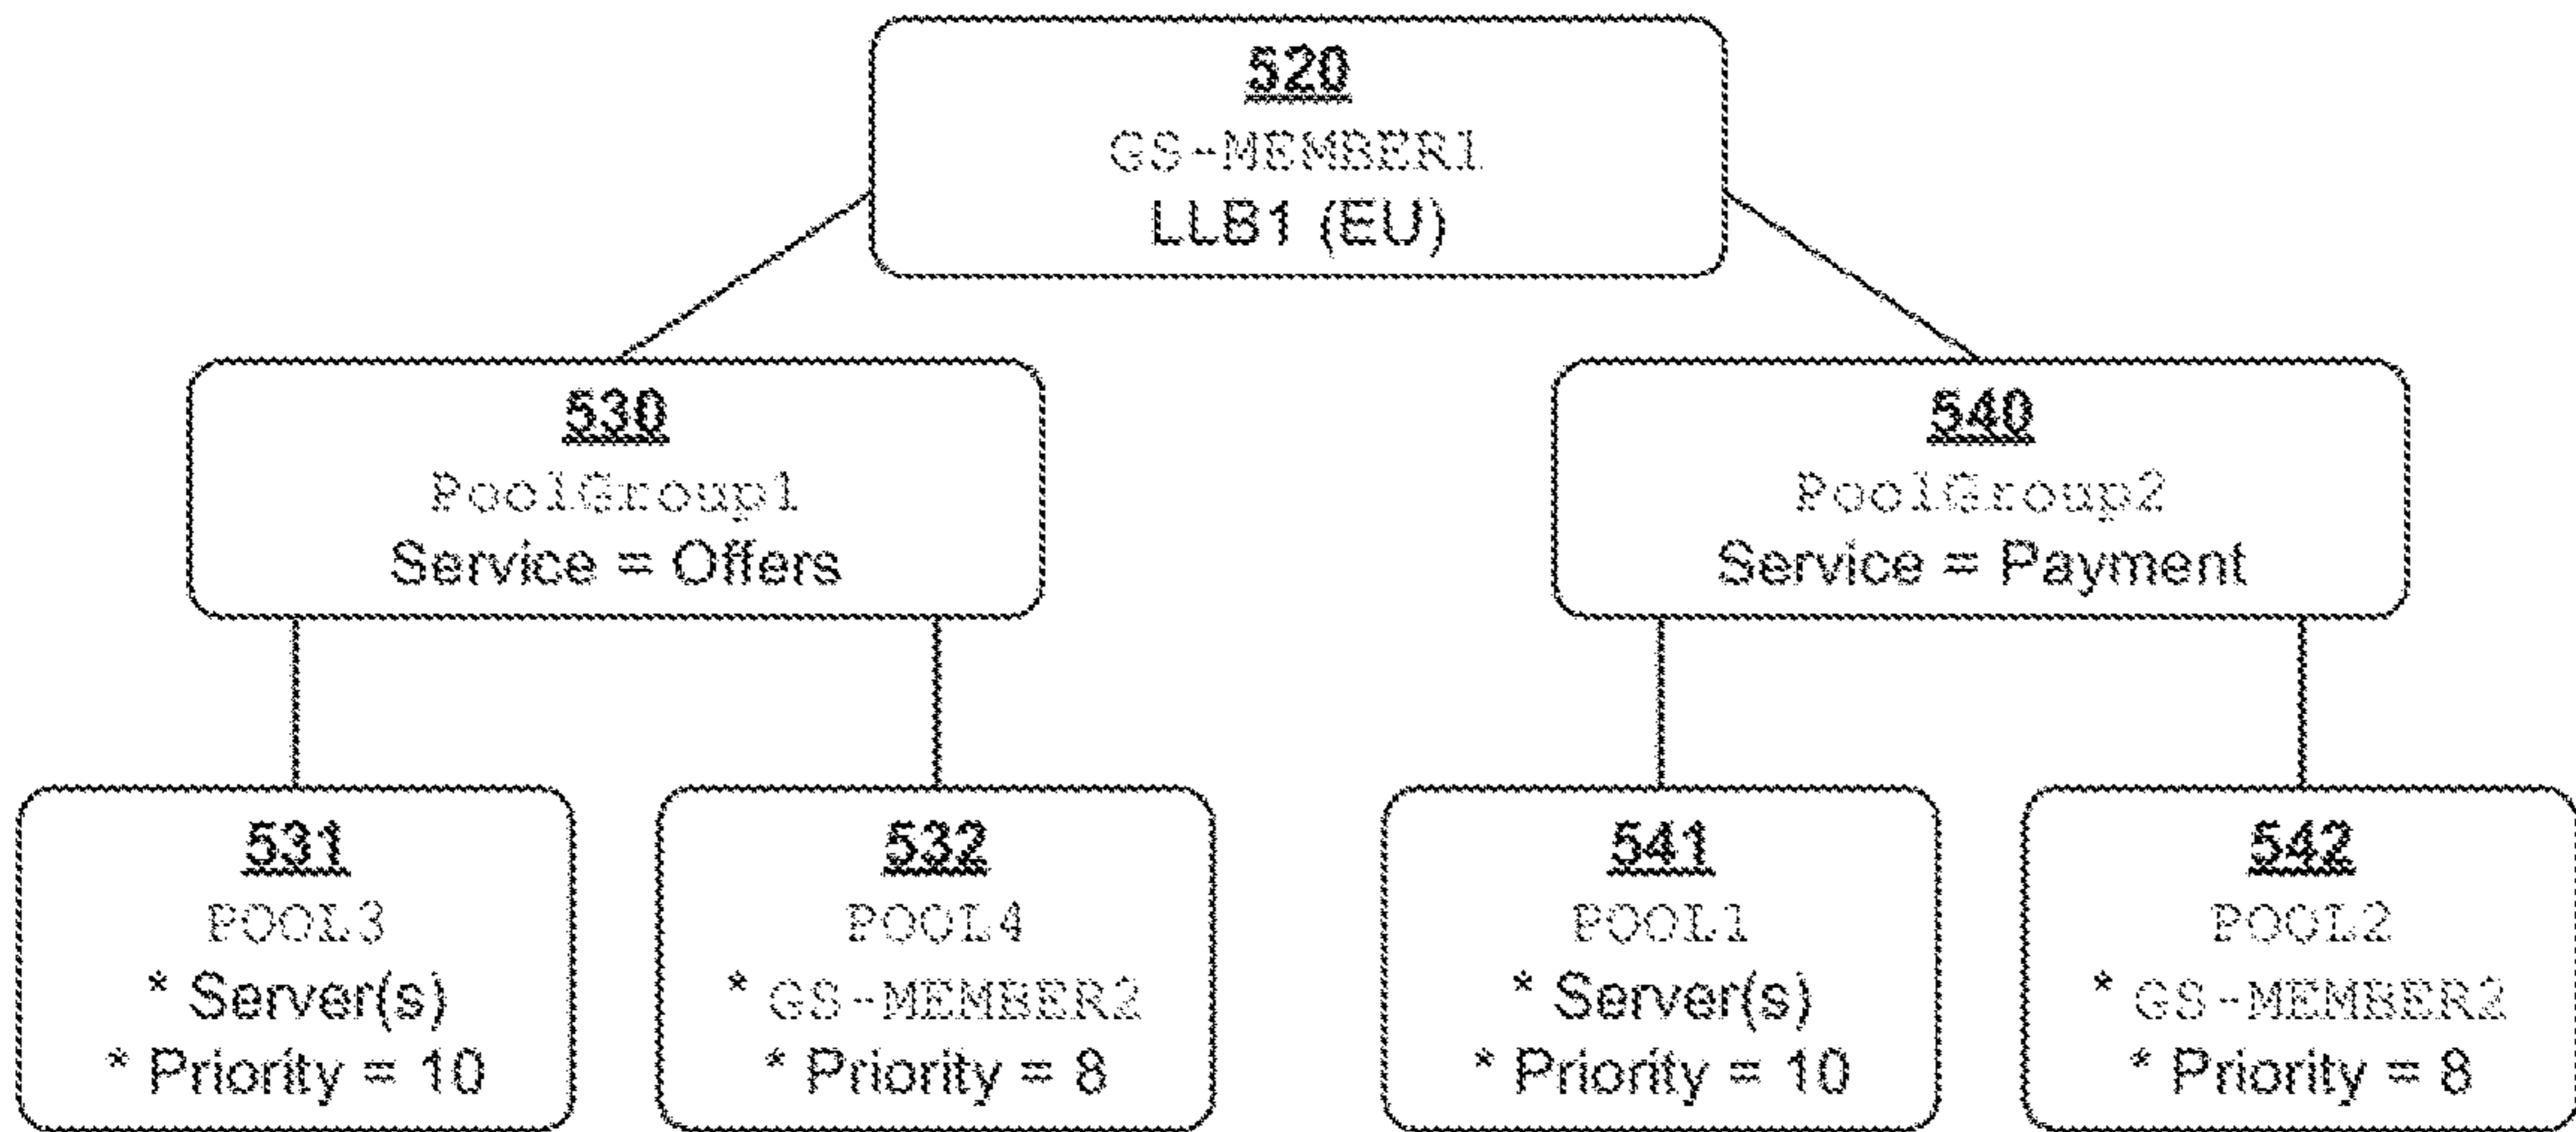 520
GS-MEMBER1
LLB1 (EU)
530
PoolGroup1
Service = Offers
540
PoolGroup2
Service = Payment
531
POOL3
* Server(s)
* Priority = 10
532
POOL4
* GS-MEMBER2
* Priority = 8
541
POOL1
* Server(s)
* Priority = 10
542
POOL2
* GS-MEMBER2
* Priority = 8